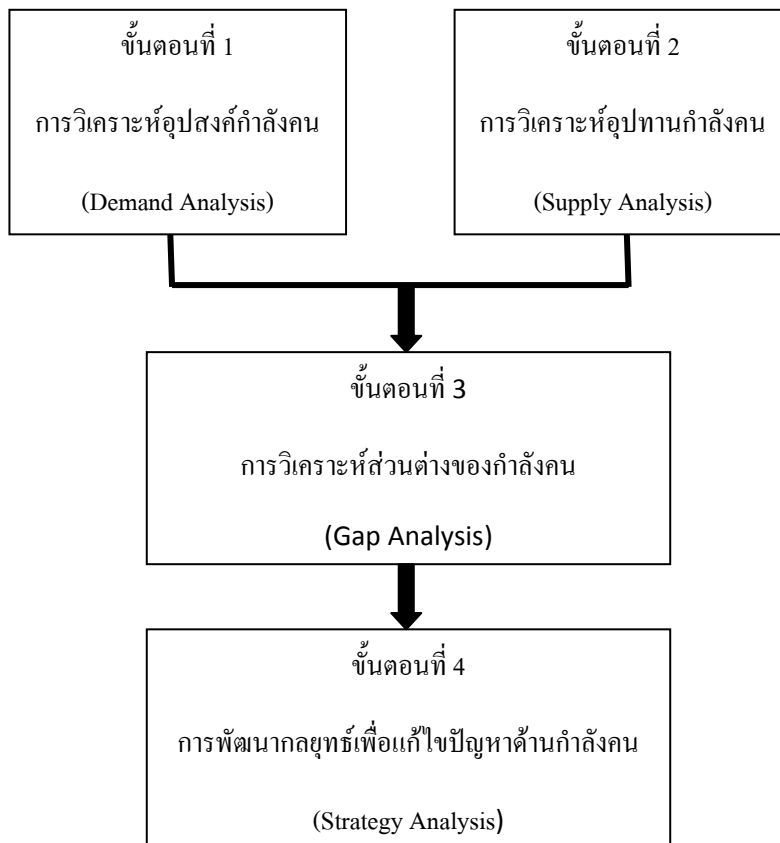 ขั้นตอนที่ 1
การวิเคราะห์อุปสงค์กำลังคน
(Demand Analysis)
ขั้นตอนที่ 2
การวิเคราะห์อุปทานกำลังคน
(Supply Analysis)
ขั้นตอนที่ 3
การวิเคราะห์ส่วนต่างของกำลังคน
(Gap Analysis)
ขั้นตอนที่ 4
การพัฒนากลยุทธ์เพื่อแก้ไขปัญหาด้านกำลังคน
(Strategy Analysis)